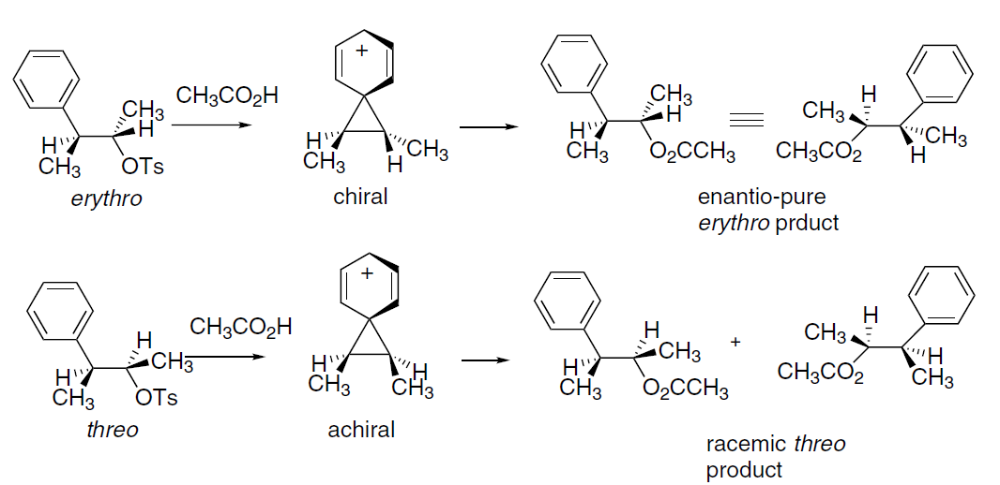 CH3CO2H
+
CH3
H
H
CH3
OTs
erythro
H
CH3
CH3
H
chiral
CH3
H
H
CH3
O2CCH3
H
CH3
CH3CO2
CH3
H
enantio-pure
erythro prduct
CH3CO2H
+
H
CH3
H
CH3
OTs
threo
H
CH3
H
CH3
achiral
H
CH3
H
CH3
O2CCH3
+
H
CH3
CH3CO2
H
CH3
racemic threo
product